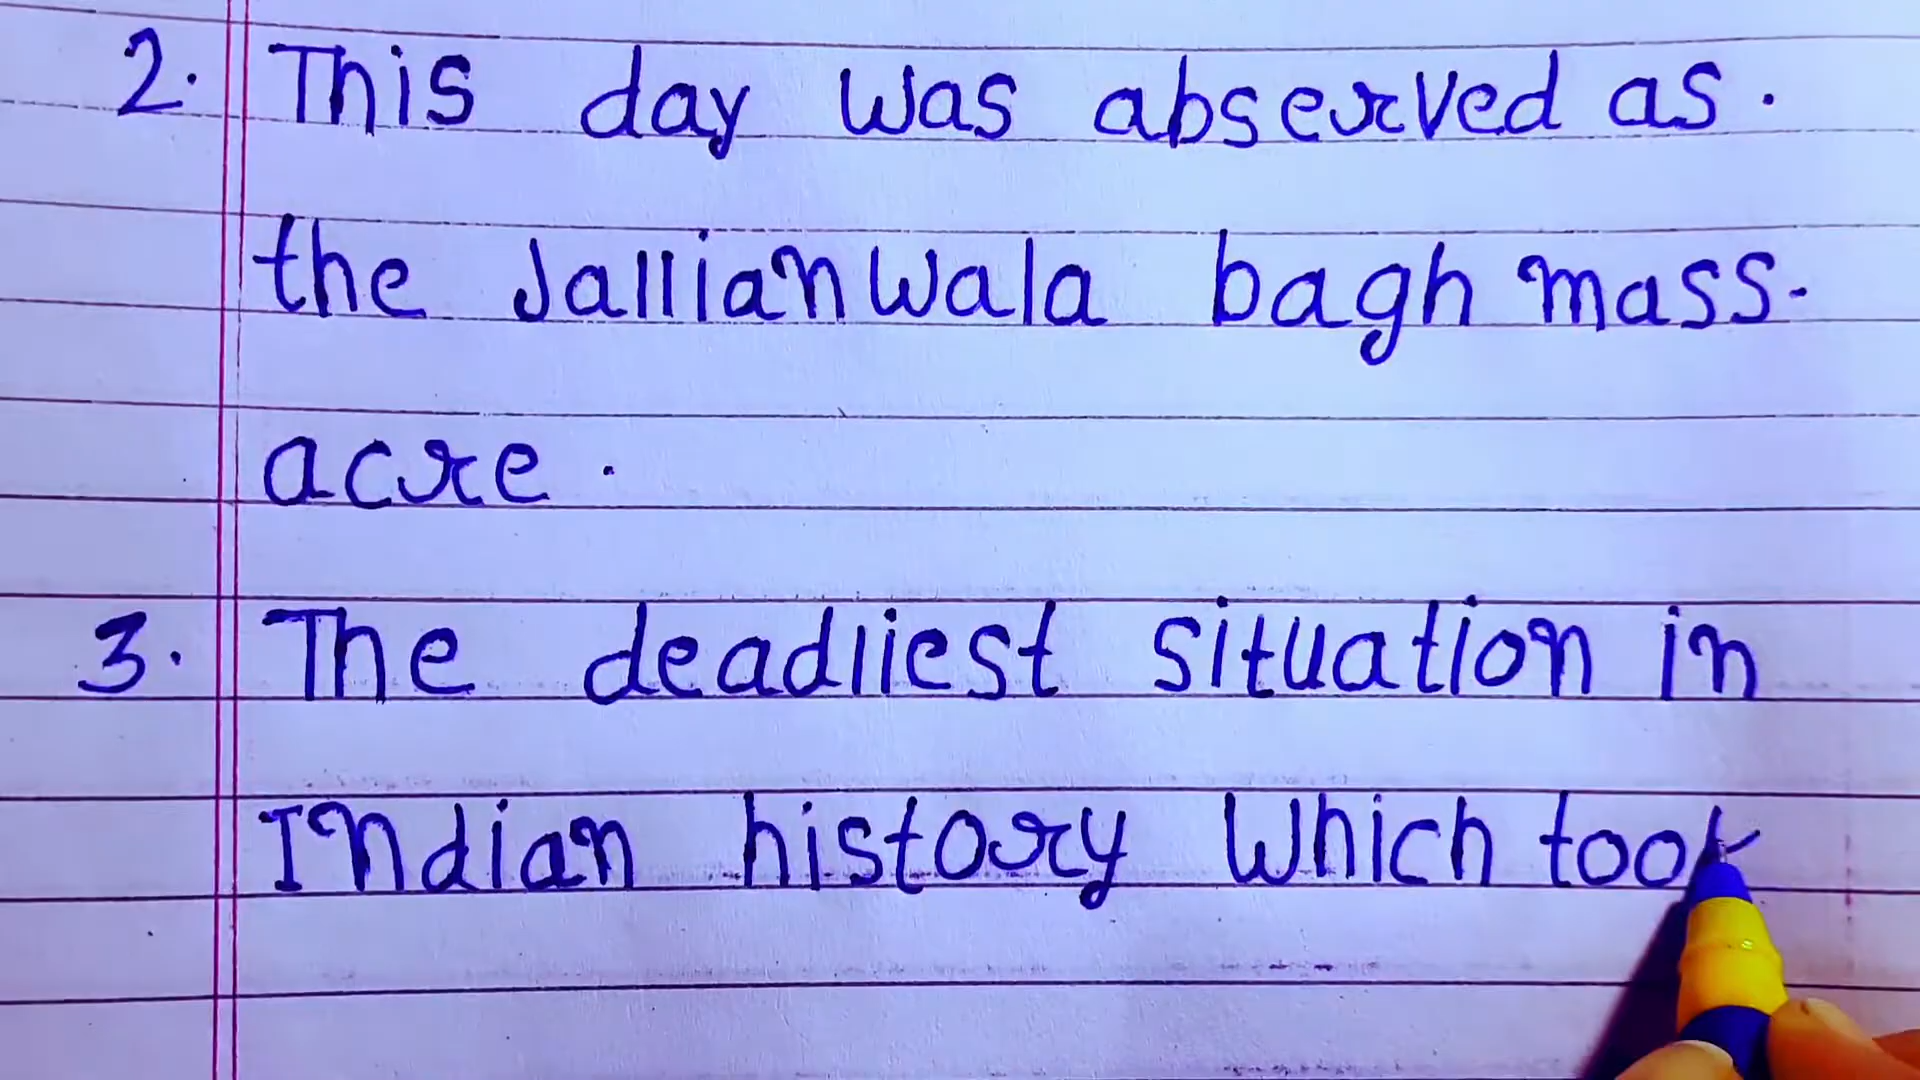 2. This day was abserved as.
the Jallianwala bagh mass-
acre.
3. The deadliest situation in
Indian history Which took